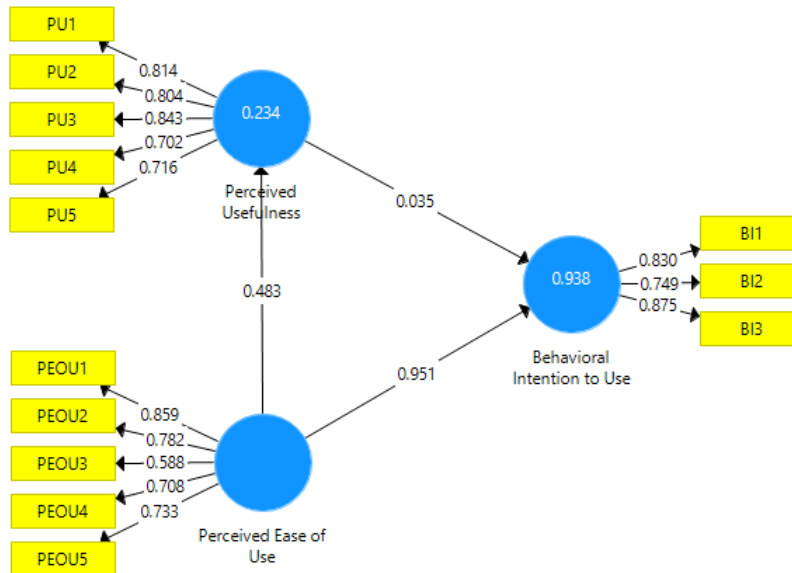 PU1
PU2
PU3
PU4
PU5
0.814
0.804
0.843
0.702
0.716
0.234
Perceived
Usefulness
0.035
0.483
0.951
0.938
Behavioral
Intention to Use
0.830
0.749
0.875
BI1
BI2
BI3
PEOU1
PEOU2
PEOU3
PEOU4
PEOU5
0.859
0.782
0.588
0.708
0.733
Perceived Ease of
Use